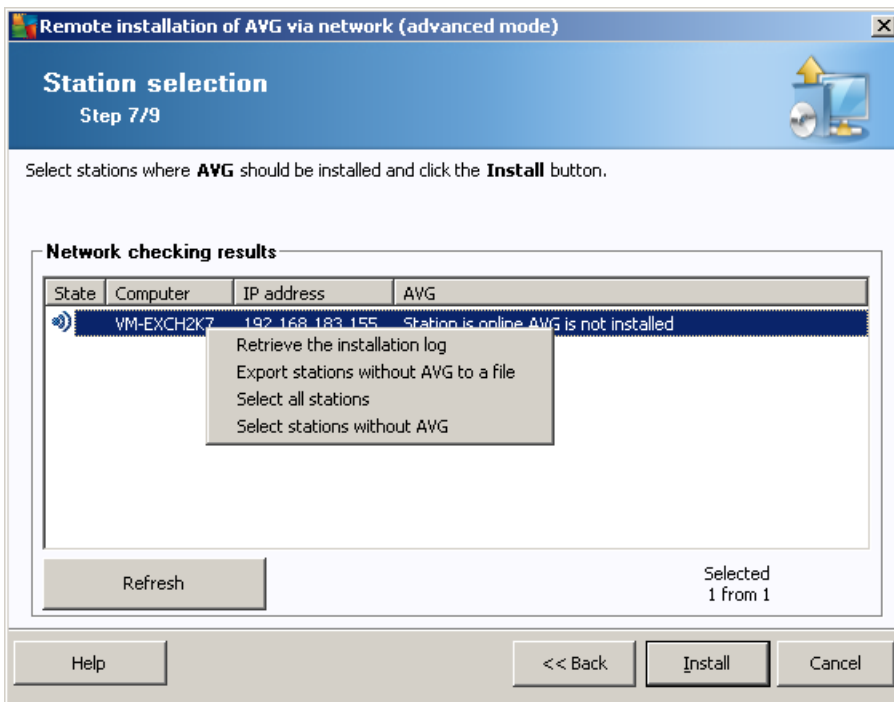 Remote installation of AVG via network (advanced mode)
Station selection
Step 7/9
Select stations where AVG should be installed and click the Install button.
Network checking results
State Computer IP address AVG
VM-EXCH2K7 192.168.183.155 Station is online AVG is not installed
Retrieve the installation log
Export stations without AVG to a file
Select all stations
Select stations without AVG
Refresh
Selected
1 from 1
Help << Back Install Cancel